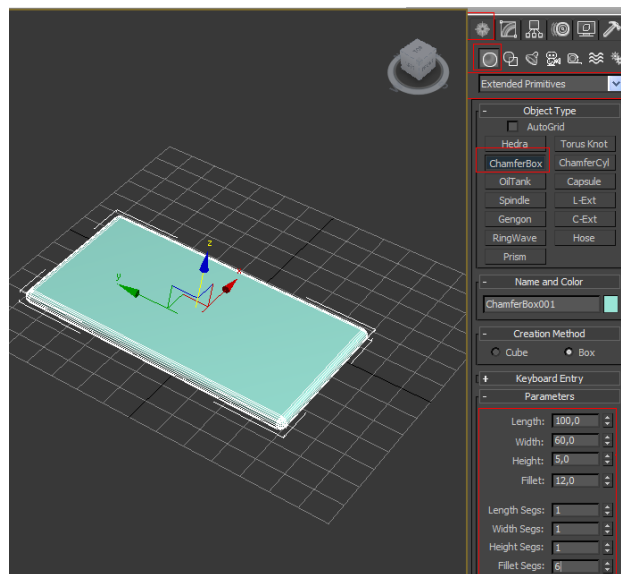 Extended Primitives
- Object Type
AutoGrid
Hedra Torus Knot
ChamferBox ChamferCyl
OilTank Capsule
Spindle L-Ext
Gengon C-Ext
RingWave Hose
Prism
- Name and Color
ChamferBox001
- Creation Method
Cube Box
+ Keyboard Entry
- Parameters
Length: 100,0
Width: 60,0
Height: 5,0
Fillet: 12,0
Length Segs: 1
Width Segs: 1
Height Segs: 1
Fillet Segs: 6
z
x
y